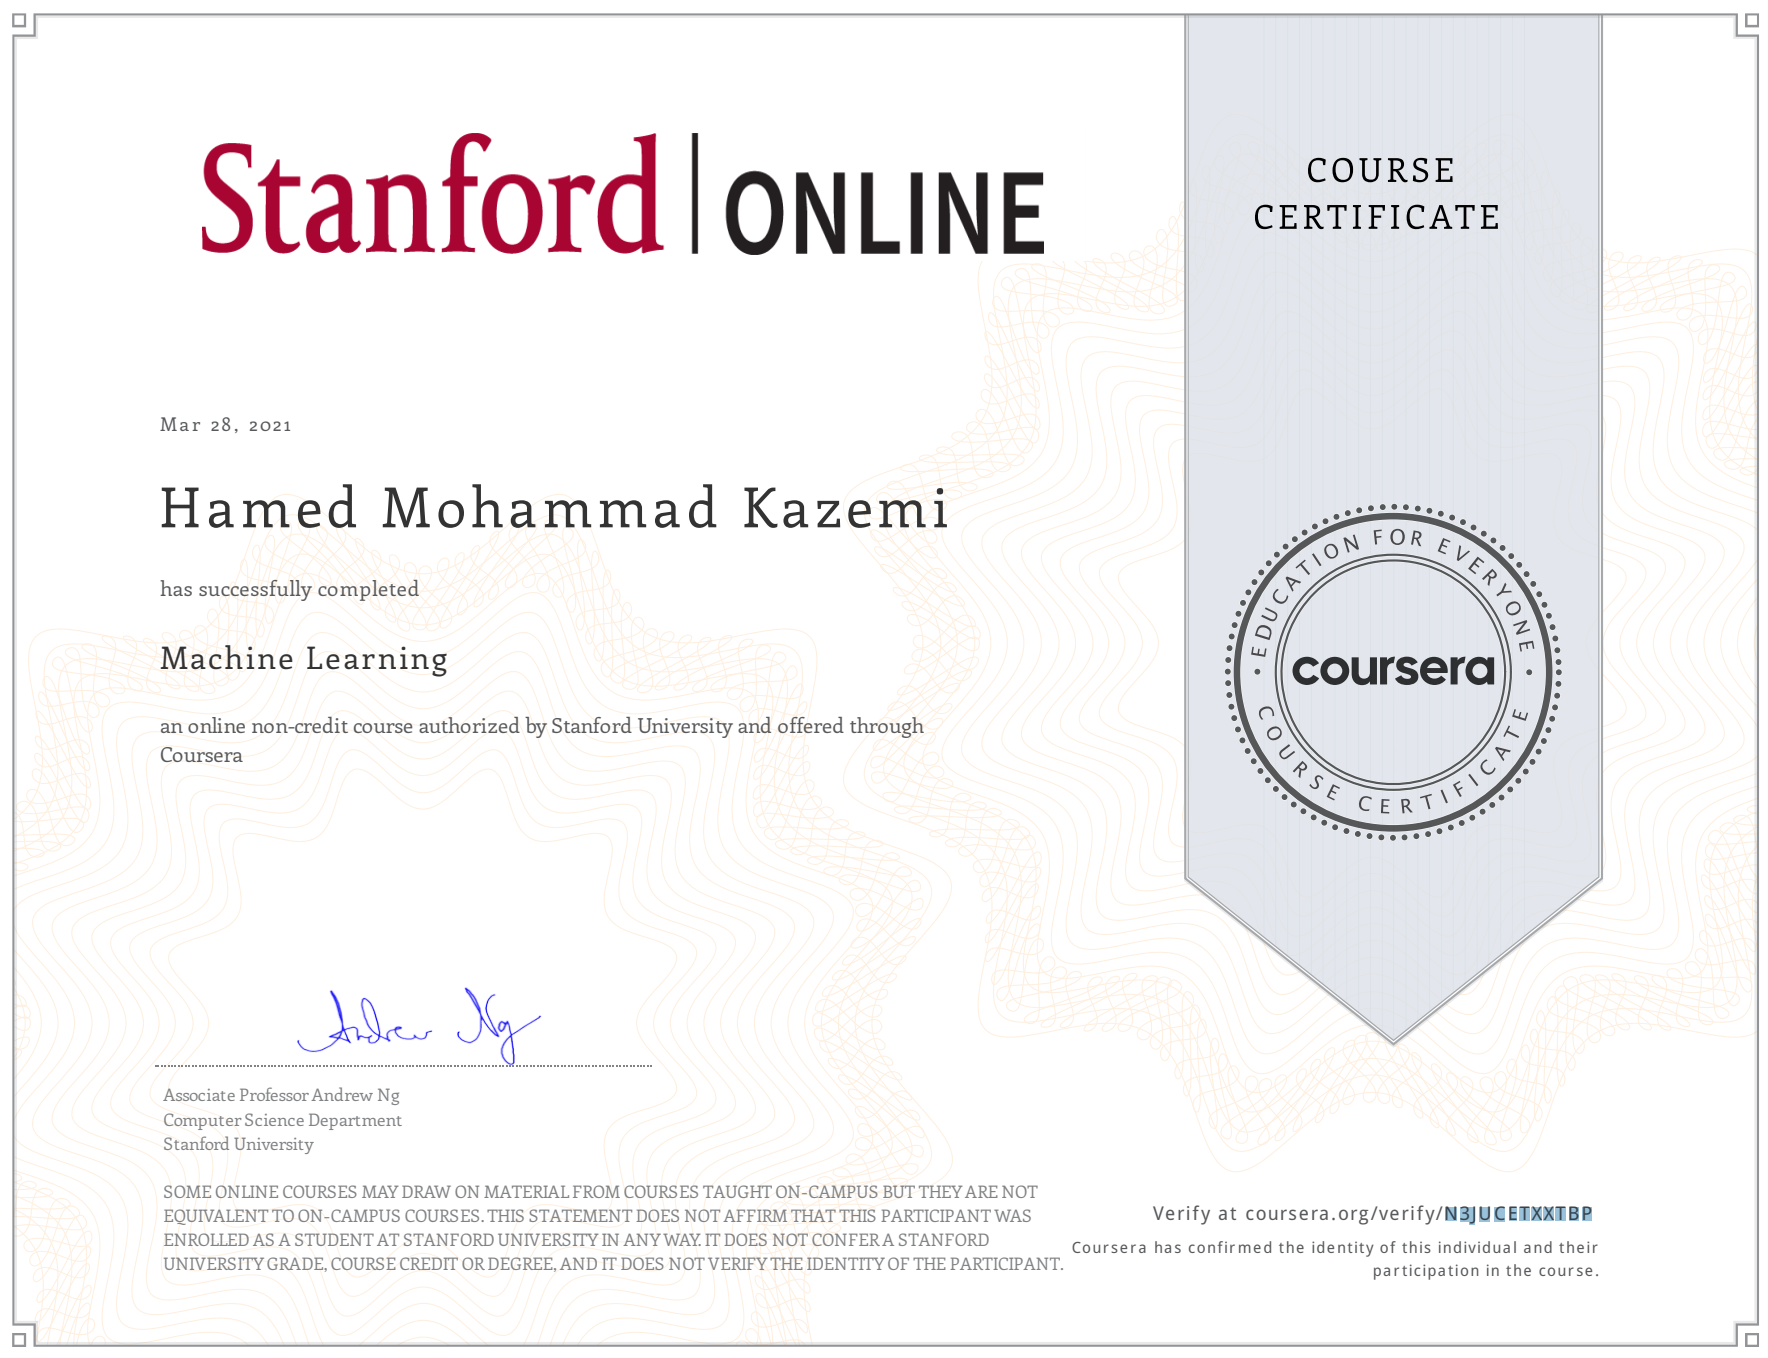 Stanford | ONLINE
COURSE
CERTIFICATE
Mar 28, 2021
Hamed Mohammad Kazemi
has successfully completed
Machine Learning
an online non-credit course authorized by Stanford University and offered through
Coursera
EDUCATION FOR EVERYONE
coursera
COURSE CERTIFICATE
Andrew Ng
Associate Professor Andrew Ng
Computer Science Department
Stanford University
SOME ONLINE COURSES MAY DRAW ON MATERIAL FROM COURSES TAUGHT ON-CAMPUS BUT THEY ARE NOT
EQUIVALENT TO ON-CAMPUS COURSES. THIS STATEMENT DOES NOT AFFIRM THAT THIS PARTICIPANT WAS
ENROLLED AS A STUDENT AT STANFORD UNIVERSITY IN ANY WAY. IT DOES NOT CONFER A STANFORD
UNIVERSITY GRADE, COURSE CREDIT OR DEGREE, AND IT DOES NOT VERIFY THE IDENTITY OF THE PARTICIPANT.
Verify at coursera.org/verify/N3JUCETXXTBP
Coursera has confirmed the identity of this individual and their
participation in the course.